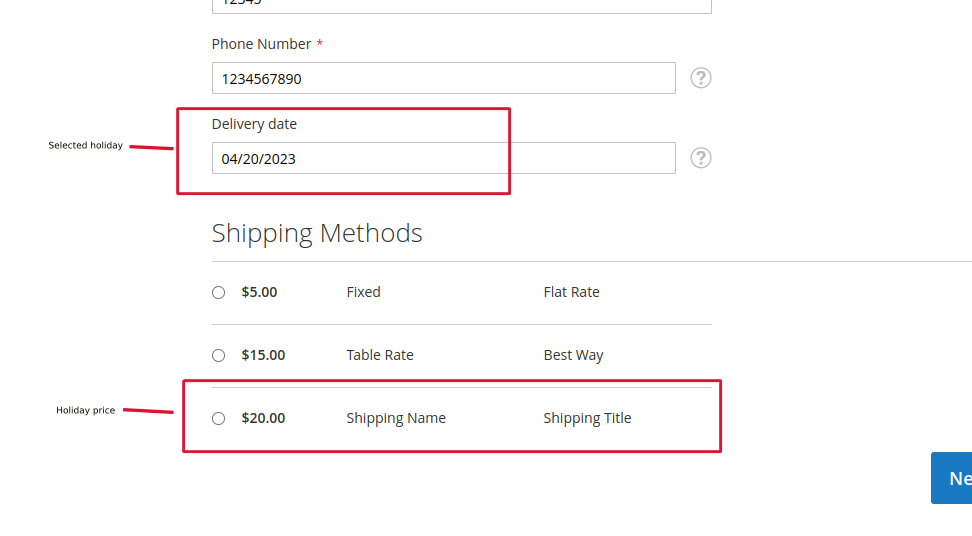 12345
Phone Number *
1234567890
Delivery date
Selected holiday
04/20/2023
Shipping Methods
$5.00 Fixed Flat Rate
$15.00 Table Rate Best Way
Holiday price
$20.00 Shipping Name Shipping Title
Ne